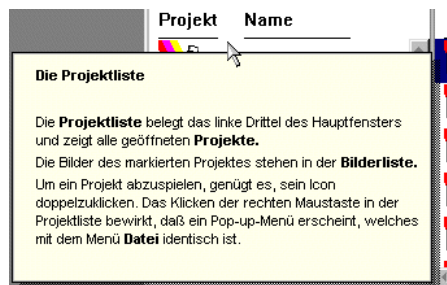 Projekt Name
Die Projektliste
Die Projektliste belegt das linke Drittel des Hauptfensters
und zeigt alle geöffneten Projekte.
Die Bilder des markierten Projektes stehen in der Bilderliste.
Um ein Projekt abzuspielen, genügt es, sein Icon
doppelzuklicken. Das Klicken der rechten Maustaste in der
Projektliste bewirkt, daß ein Pop-up-Menü erscheint, welches
mit dem Menü Datei identisch ist.